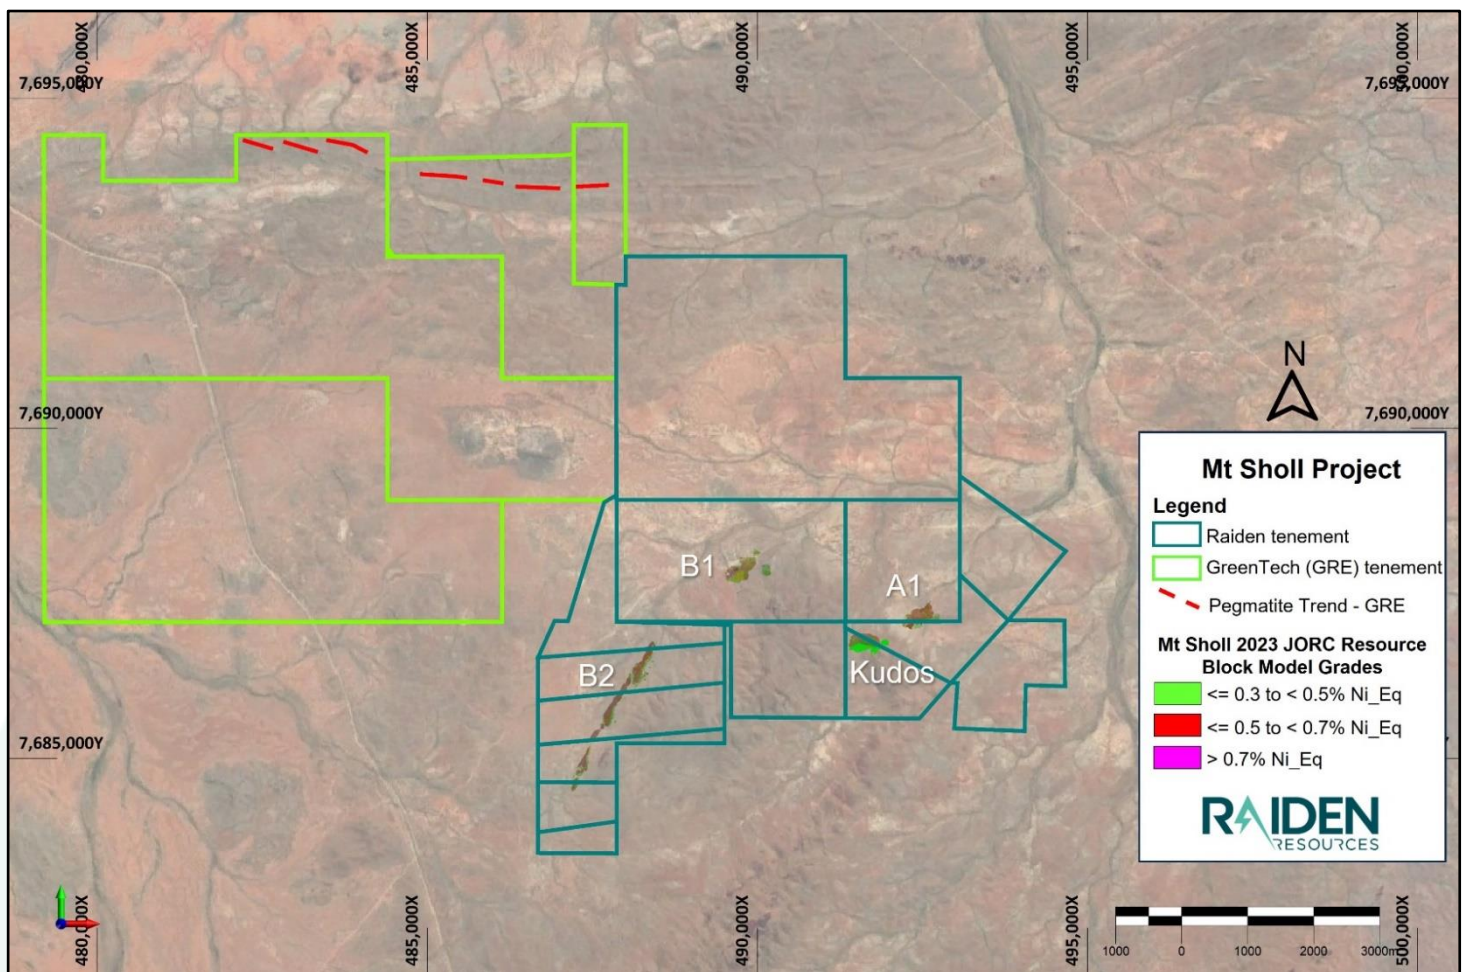 480,000X
485,000X
490,000X
495,000X
500,000X
7,695,000Y
7,695,000Y
7,690,000Y
7,690,000Y
7,685,000Y
N
B1
A1
Kudos
B2
Mt Sholl Project
Legend
Raiden tenement
GreenTech (GRE) tenement
Pegmatite Trend - GRE
Mt Sholl 2023 JORC Resource
Block Model Grades
<= 0.3 to < 0.5% Ni_Eq
<= 0.5 to < 0.7% Ni_Eq
> 0.7% Ni_Eq
RAIDEN
RESOURCES
480,000X
485,000X
490,000X
495,000X
500,000X
1000 0 1000 2000 3000m